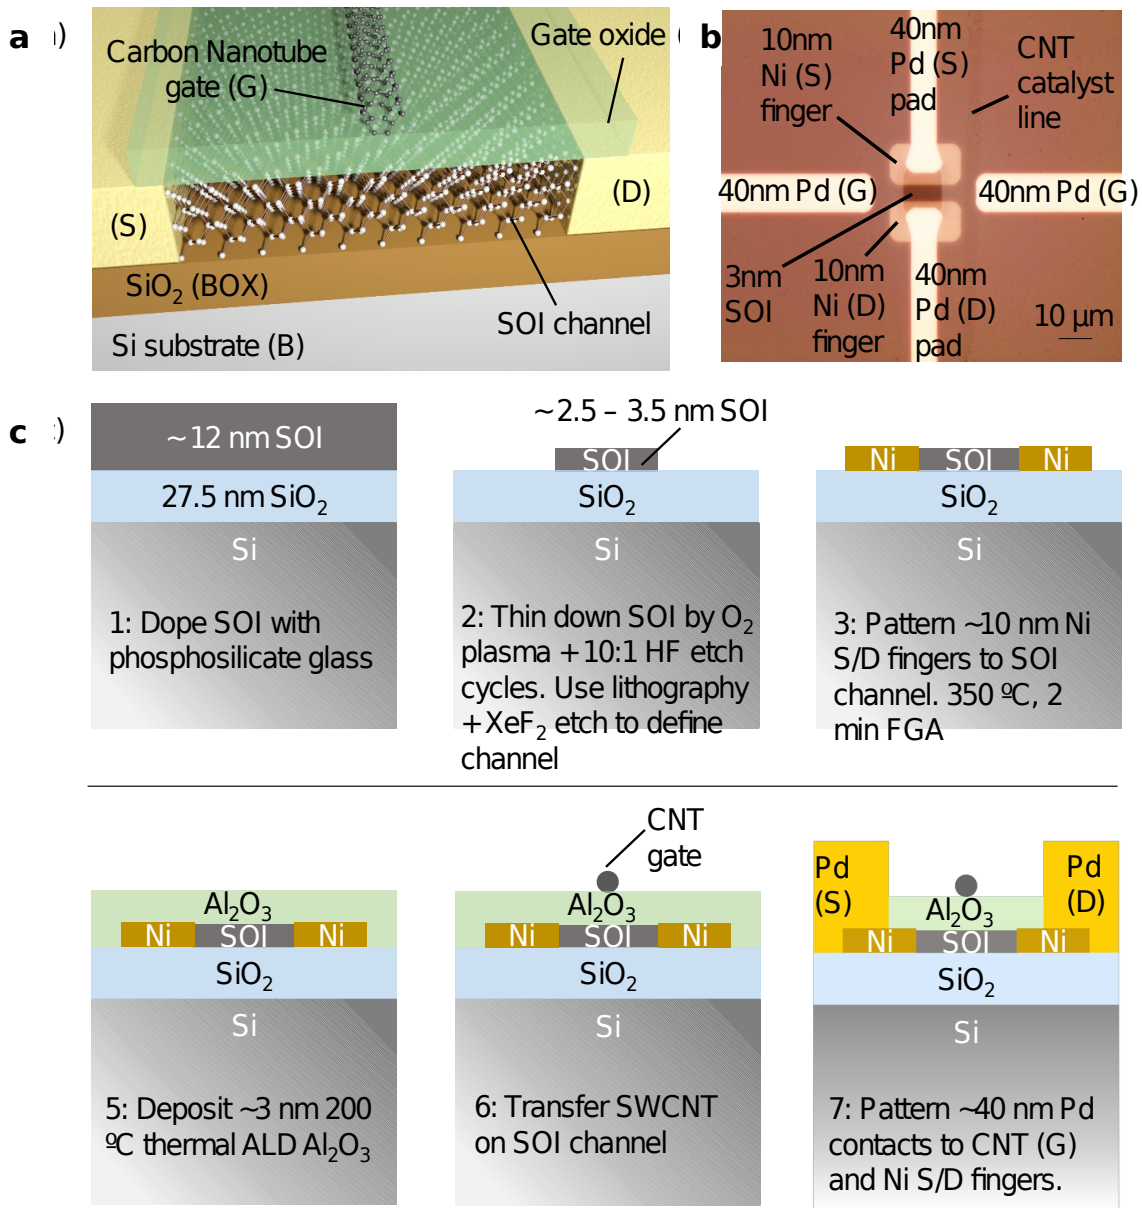 a
)
Carbon Nanotube
gate (G)
Gate oxide (
(S)
(D)
SiO₂ (BOX)
SOI channel
Si substrate (B)
b
10nm
Ni (S)
finger
40nm
Pd (S)
pad
CNT
catalyst
line
40nm Pd (G)
40nm Pd (G)
3nm
SOI
10nm
Ni (D)
finger
40nm
Pd (D)
pad
10 µm
c
)
~12 nm SOI
27.5 nm SiO₂
Si
1: Dope SOI with
phosphosilicate glass
~2.5 – 3.5 nm SOI
SOI
SiO₂
Si
2: Thin down SOI by O₂
plasma + 10:1 HF etch
cycles. Use lithography
+ XeF₂ etch to define
channel
Ni SOI Ni
SiO₂
Si
3: Pattern ~10 nm Ni
S/D fingers to SOI
channel. 350 ºC, 2
min FGA
Al₂O₃
Ni SOI Ni
SiO₂
Si
5: Deposit ~3 nm 200
ºC thermal ALD Al₂O₃
CNT
gate
Al₂O₃
Ni SOI Ni
SiO₂
Si
6: Transfer SWCNT
on SOI channel
Pd
(S)
Pd
(D)
Al₂O₃
Ni SOI Ni
SiO₂
Si
7: Pattern ~40 nm Pd
contacts to CNT (G)
and Ni S/D fingers.